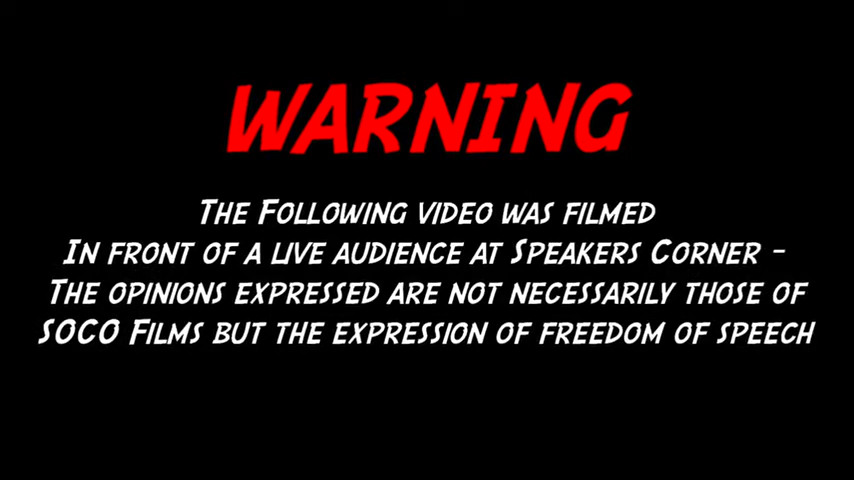 WARNING
THE FOLLOWING VIDEO WAS FILMED
IN FRONT OF A LIVE AUDIENCE AT SPEAKERS CORNER -
THE OPINIONS EXPRESSED ARE NOT NECESSARILY THOSE OF
SOCO FILMS BUT THE EXPRESSION OF FREEDOM OF SPEECH